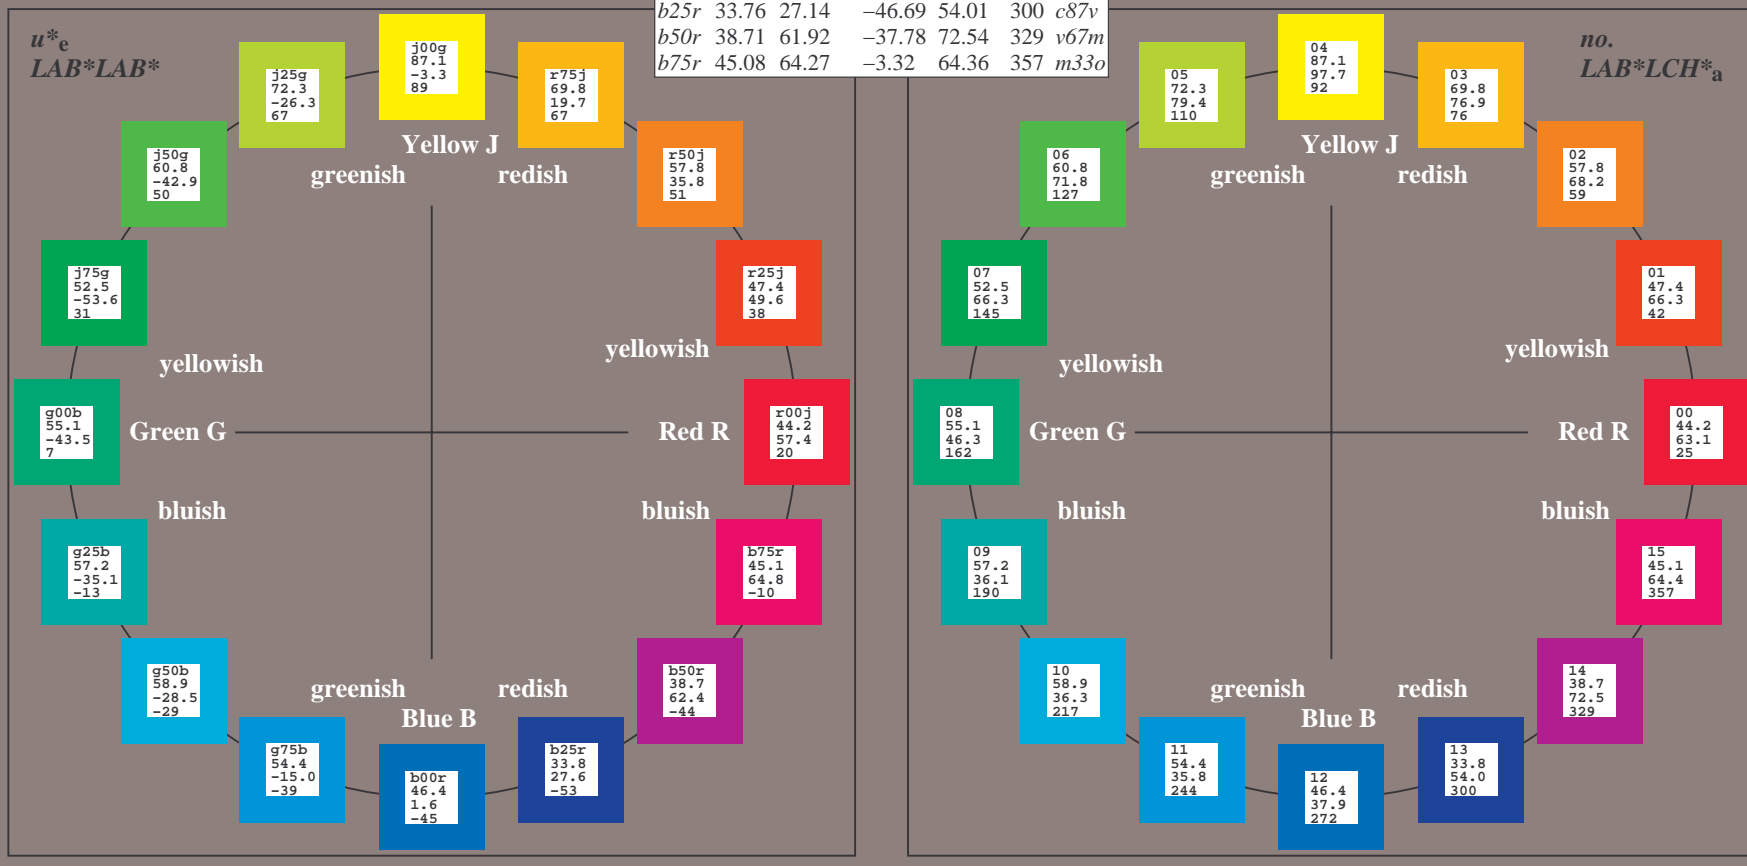 b25r 33.76 27.14 −46.69 54.01 300 c87v
b50r 38.71 61.92 −37.78 72.54 329 v67m
b75r 45.08 64.27 −3.32 64.36 357 m33o
u*e
LAB*LAB*
j00g
87.1
-3.3
89
j25g
72.3
-26.3
67
r75j
69.8
19.7
67
Yellow J
greenish redish
j50g
60.8
-42.9
50
r50j
57.8
35.8
51
j75g
52.5
-53.6
31
r25j
47.4
49.6
38
yellowish
yellowish
g00b
55.1
-43.5
7
Green G
Red R
r00j
44.2
57.4
20
bluish
bluish
g25b
57.2
-35.1
-13
b75r
45.1
64.8
-10
g50b
58.9
-28.5
-29
b50r
38.7
62.4
-44
greenish redish
Blue B
g75b
54.4
-15.0
-39
b00r
46.4
1.6
-45
b25r
33.8
27.6
-53
no.
LAB*LCH*a
04
87.1
97.7
92
05
72.3
79.4
110
03
69.8
76.9
76
Yellow J
greenish redish
06
60.8
71.8
127
02
57.8
68.2
59
07
52.5
66.3
145
01
47.4
66.3
42
yellowish
yellowish
08
55.1
46.3
162
Green G
Red R
00
44.2
63.1
25
bluish
bluish
09
57.2
36.1
190
15
45.1
64.4
357
10
58.9
36.3
217
14
38.7
72.5
329
greenish redish
Blue B
11
54.4
35.8
244
12
46.4
37.9
272
13
33.8
54.0
300